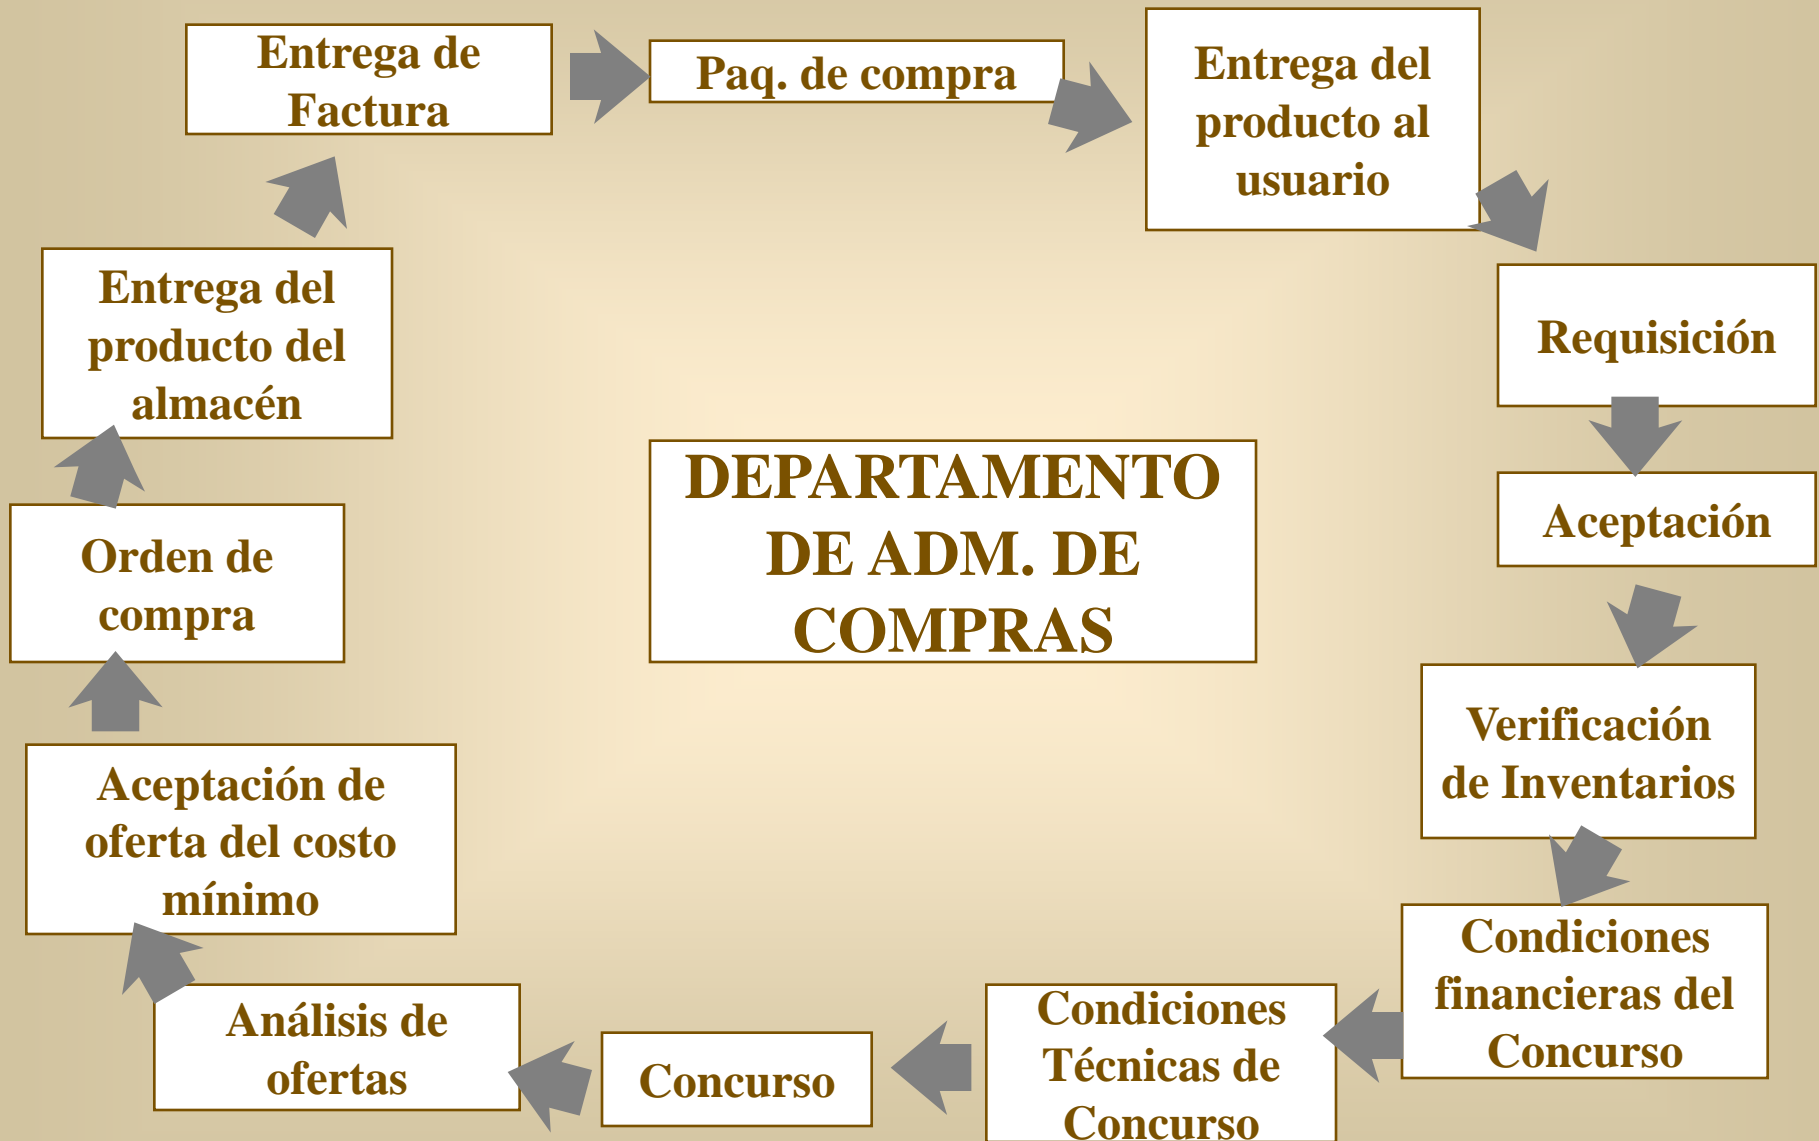 Entrega de
Factura
Paq. de compra
Entrega del
producto al
usuario
Requisición
Aceptación
Verificación
de Inventarios
Condiciones
financieras del
Concurso
Condiciones
Técnicas de
Concurso
Concurso
Análisis de
ofertas
Aceptación de
oferta del costo
mínimo
Orden de
compra
Entrega del
producto del
almacén
DEPARTAMENTO
DE ADM. DE
COMPRAS